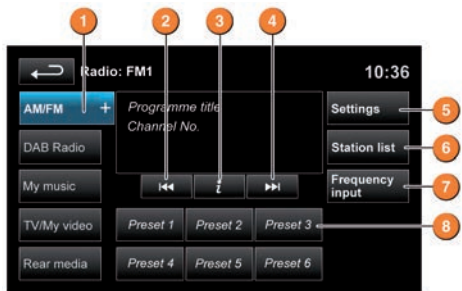 1 2 3 4
Radio: FM1 10:36
AM/FM + Programme title Settings 5
Channel No.
DAB Radio Station list 6
My music i Frequency input 7
TV/My video Preset 1 Preset 2 Preset 3 8
Rear media Preset 4 Preset 5 Preset 6